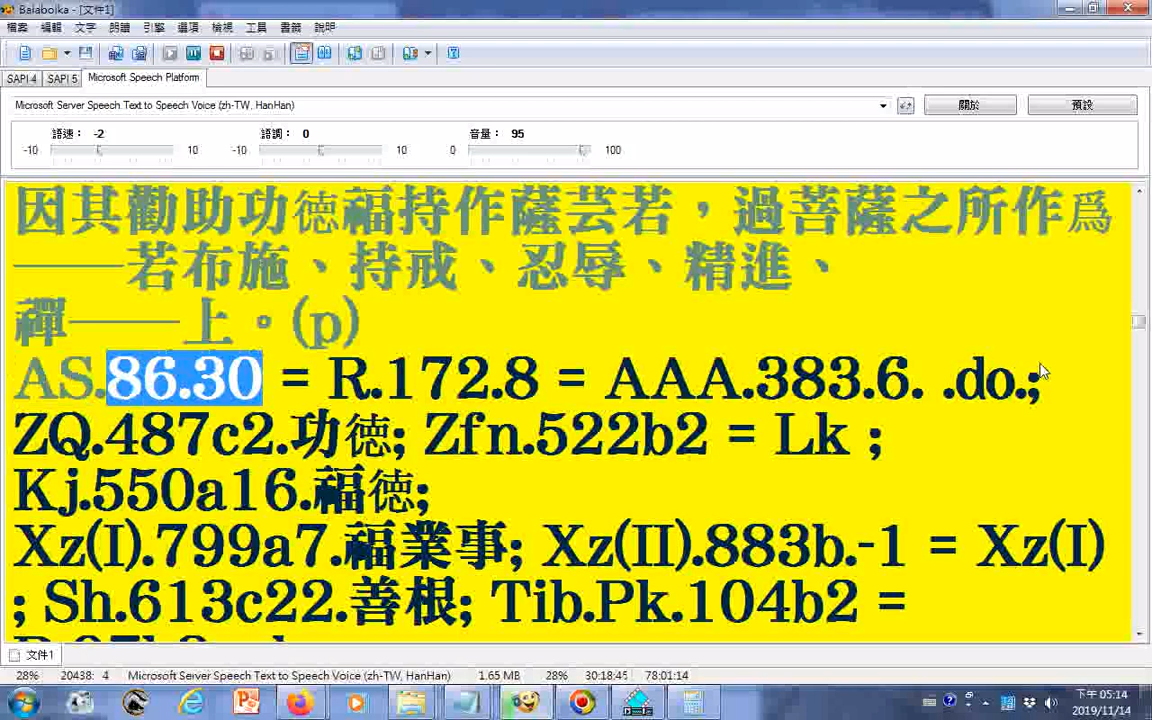 Balabolka - [文件1]
檔案 編輯 文字 朗讀 引擎 選項 檢視 工具 書籤 說明
SAPI 4 SAPI 5 Microsoft Speech Platform
Microsoft Server Speech Text to Speech Voice (zh-TW, HanHan) 關於 預設
語速： -2 語調： 0 音量： 95
-10 10 -10 10 0 100
因其勸助功德福持作薩芸若，過菩薩之所作爲
——若布施、持戒、忍辱、精進、
禪——上。(p)
AS.86.30 = R.172.8 = AAA.383.6. .do.;
ZQ.487c2.功德; Zfn.522b2 = Lk ;
Kj.550a16.福德;
Xz(I).799a7.福業事; Xz(II).883b.-1 = Xz(I)
; Sh.613c22.善根; Tib.Pk.104b2 =
文件1
28% 20438: 4 Microsoft Server Speech Text to Speech Voice (zh-TW, HanHan) 1.65 MB 28% 30:18:45 78:01:14
下午 05:14
2019/11/14